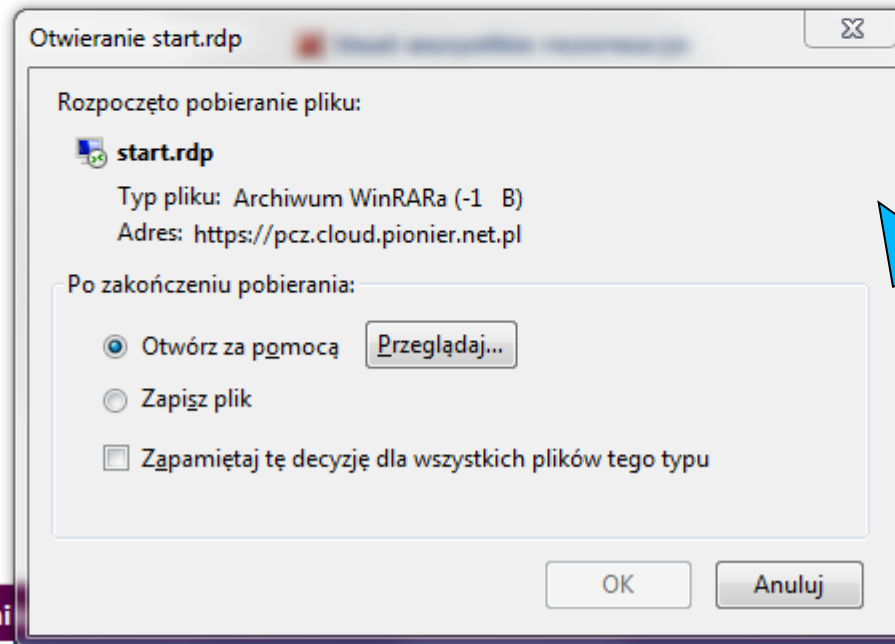 Otwieranie start.rdp
Rozpoczęto pobieranie pliku:
start.rdp
Typ pliku: Archiwum WinRARa (-1 B)
Adres: https://pcz.cloud.pionier.net.pl
Po zakończeniu pobierania:
Otwórz za pomocą Przeglądaj...
Zapisz plik
Zapamiętaj tę decyzję dla wszystkich plików tego typu
OK Anuluj